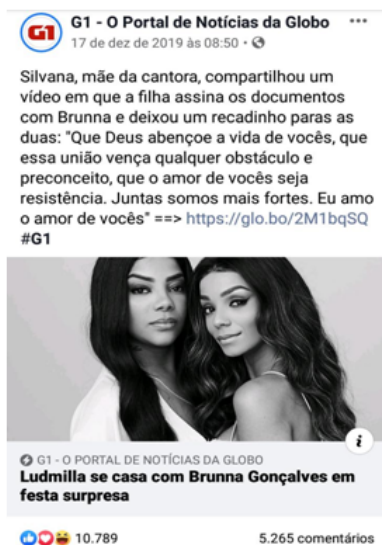 G1
G1 - O Portal de Notícias da Globo
17 de dez de 2019 às 08:50 •
Silvana, mãe da cantora, compartilhou um
vídeo em que a filha assina os documentos
com Brunna e deixou um recadinho paras as
duas: "Que Deus abençoe a vida de vocês, que
essa união vença qualquer obstáculo e
preconceito, que o amor de vocês seja
resistência. Juntas somos mais fortes. Eu amo
o amor de vocês" ==> https://glo.bo/2M1bqSQ
#G1
i
G1 - O PORTAL DE NOTÍCIAS DA GLOBO
Ludmilla se casa com Brunna Gonçalves em
festa surpresa
10.789 5.265 comentários